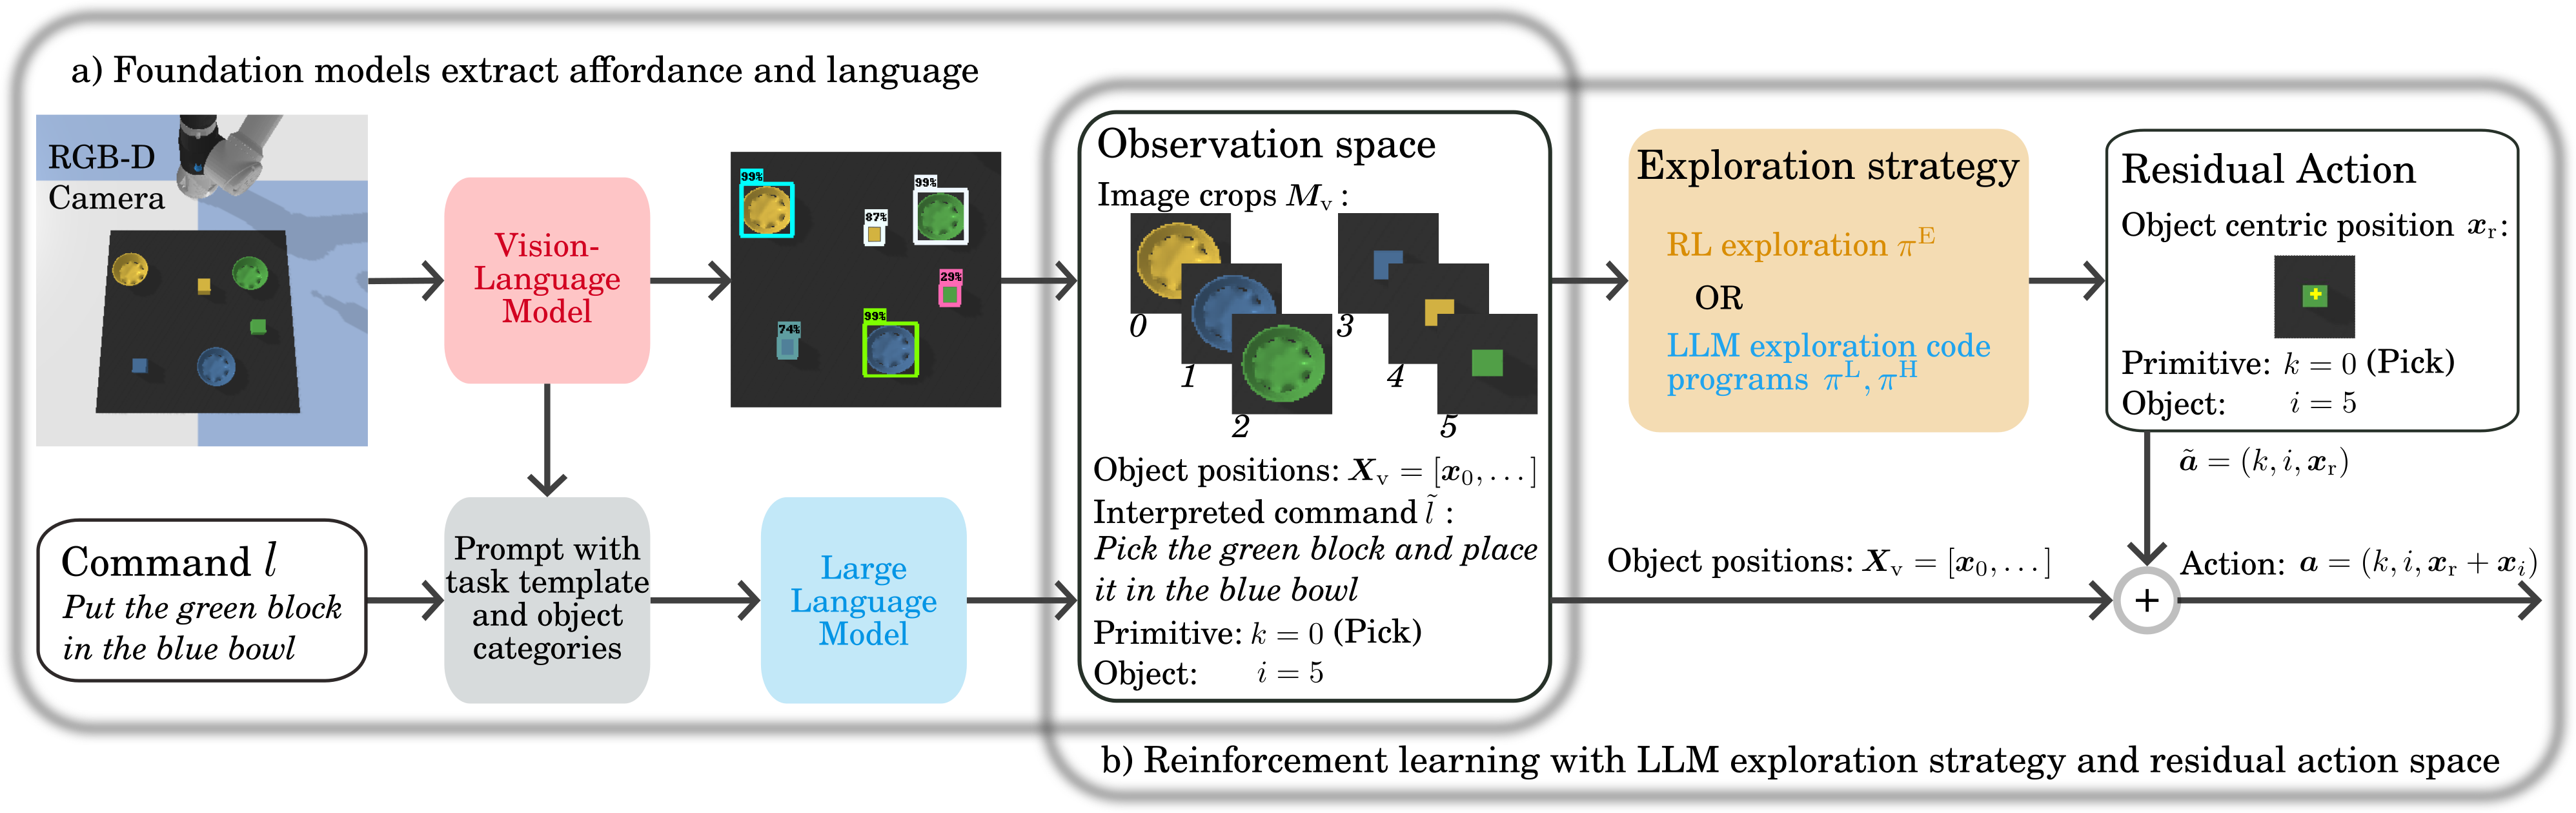 a) Foundation models extract affordance and language
RGB-D
Camera
Vision-
Language
Model
99%
99%
87%
29%
74%
99%
Command l
Put the green block
in the blue bowl
Prompt with
task template
and object
categories
Large
Language
Model
Observation space
Image crops M_v :
0
1
2
3
4
5
Object positions: X_v = [x_0, . . . ]
Interpreted command l̃ :
Pick the green block and place
it in the blue bowl
Primitive: k = 0 (Pick)
Object: i = 5
Exploration strategy
RL exploration π^E
OR
LLM exploration code
programs π^L, π^H
Residual Action
Object centric position x_r:
Primitive: k = 0 (Pick)
Object: i = 5
ã = (k, i, x_r)
Object positions: X_v = [x_0, . . . ]
+
Action: a = (k, i, x_r + x_i)
b) Reinforcement learning with LLM exploration strategy and residual action space